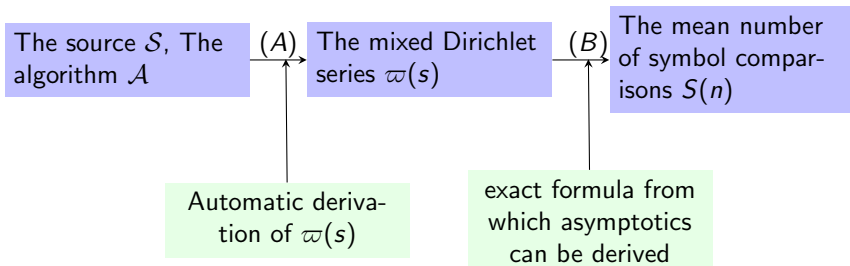 The source 𝒮, The
algorithm 𝒜
(A)
The mixed Dirichlet
series ϖ(s)
(B)
The mean number
of symbol compar-
isons S(n)
Automatic deriva-
tion of ϖ(s)
exact formula from
which asymptotics
can be derived